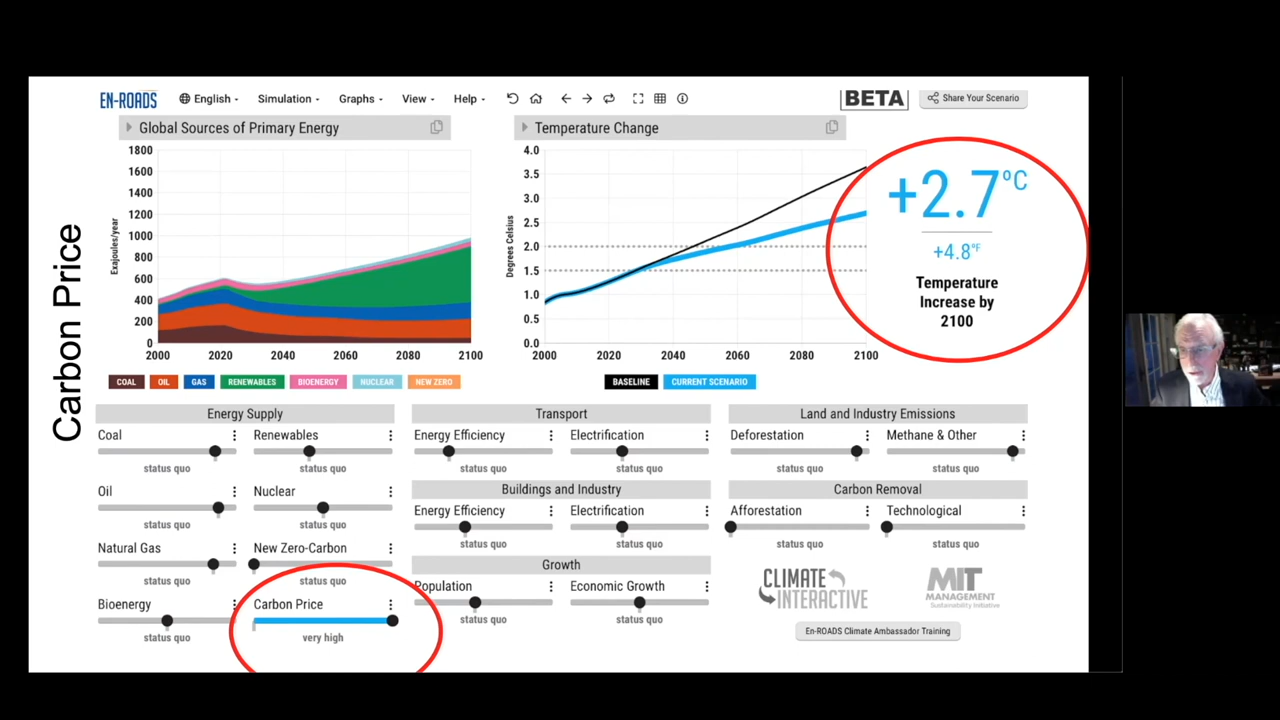 EN-ROADS English Simulation Graphs View Help BETA Share Your Scenario
Carbon Price
Global Sources of Primary Energy
Exajoules/year
1800
1600
1400
1200
1000
800
600
400
200
0
2000 2020 2040 2060 2080 2100
COAL OIL GAS RENEWABLES BIOENERGY NUCLEAR NEW ZERO
Temperature Change
Degrees Celsius
4.0
3.5
3.0
2.5
2.0
1.5
1.0
0.5
0.0
2000 2020 2040 2060 2080 2100
BASELINE CURRENT SCENARIO
+2.7°C
+4.8°F
Temperature
Increase by
2100
Energy Supply
Coal Renewables
status quo status quo
Oil Nuclear
status quo status quo
Natural Gas New Zero-Carbon
status quo status quo
Bioenergy Carbon Price
status quo very high
Transport
Energy Efficiency Electrification
status quo status quo
Buildings and Industry
Energy Efficiency Electrification
status quo status quo
Growth
Population Economic Growth
status quo status quo
Land and Industry Emissions
Deforestation Methane & Other
status quo status quo
Carbon Removal
Afforestation Technological
status quo status quo
CLIMATE
INTERACTIVE
MIT
MANAGEMENT
Sustainability Initiative
En-ROADS Climate Ambassador Training